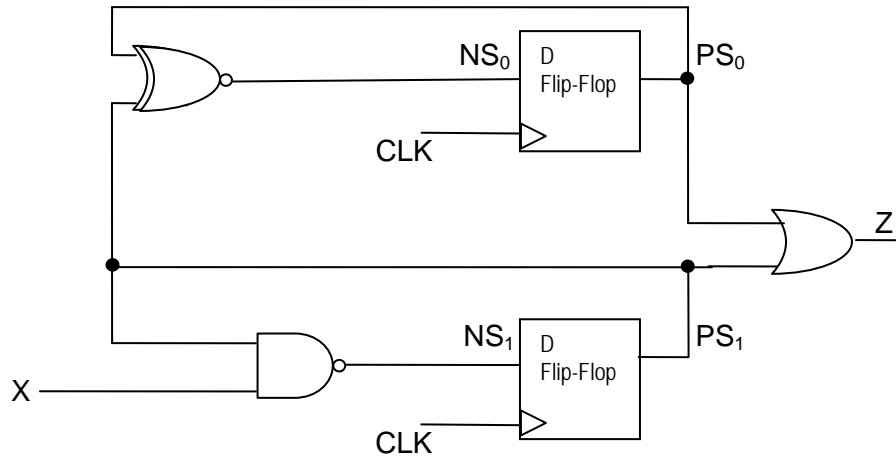 NS₀
D
Flip-Flop
PS₀
CLK
Z
NS₁
D
Flip-Flop
PS₁
X
CLK